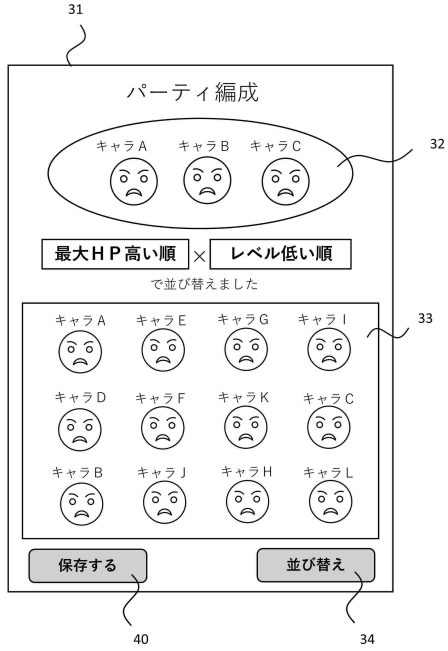 31
パーティ編成
キャラA キャラB キャラC
32
最大HP高い順 × レベル低い順
で並び替えました
33
キャラA キャラE キャラG キャラI
キャラD キャラF キャラK キャラC
キャラB キャラJ キャラH キャラL
保存する 並び替え
40 34